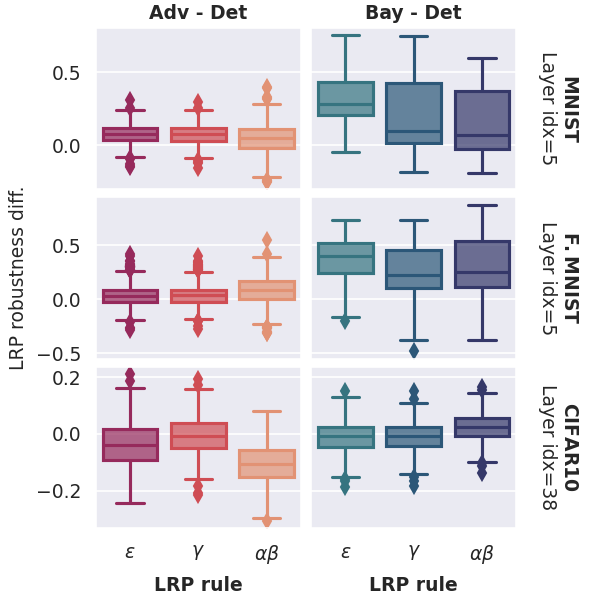 Adv - Det
Bay - Det
LRP robustness diff.
0.5
0.0
MNIST
Layer idx=5
0.5
0.0
−0.5
F. MNIST
Layer idx=5
0.2
0.0
−0.2
CIFAR10
Layer idx=38
ε γ αβ
ε γ αβ
LRP rule
LRP rule